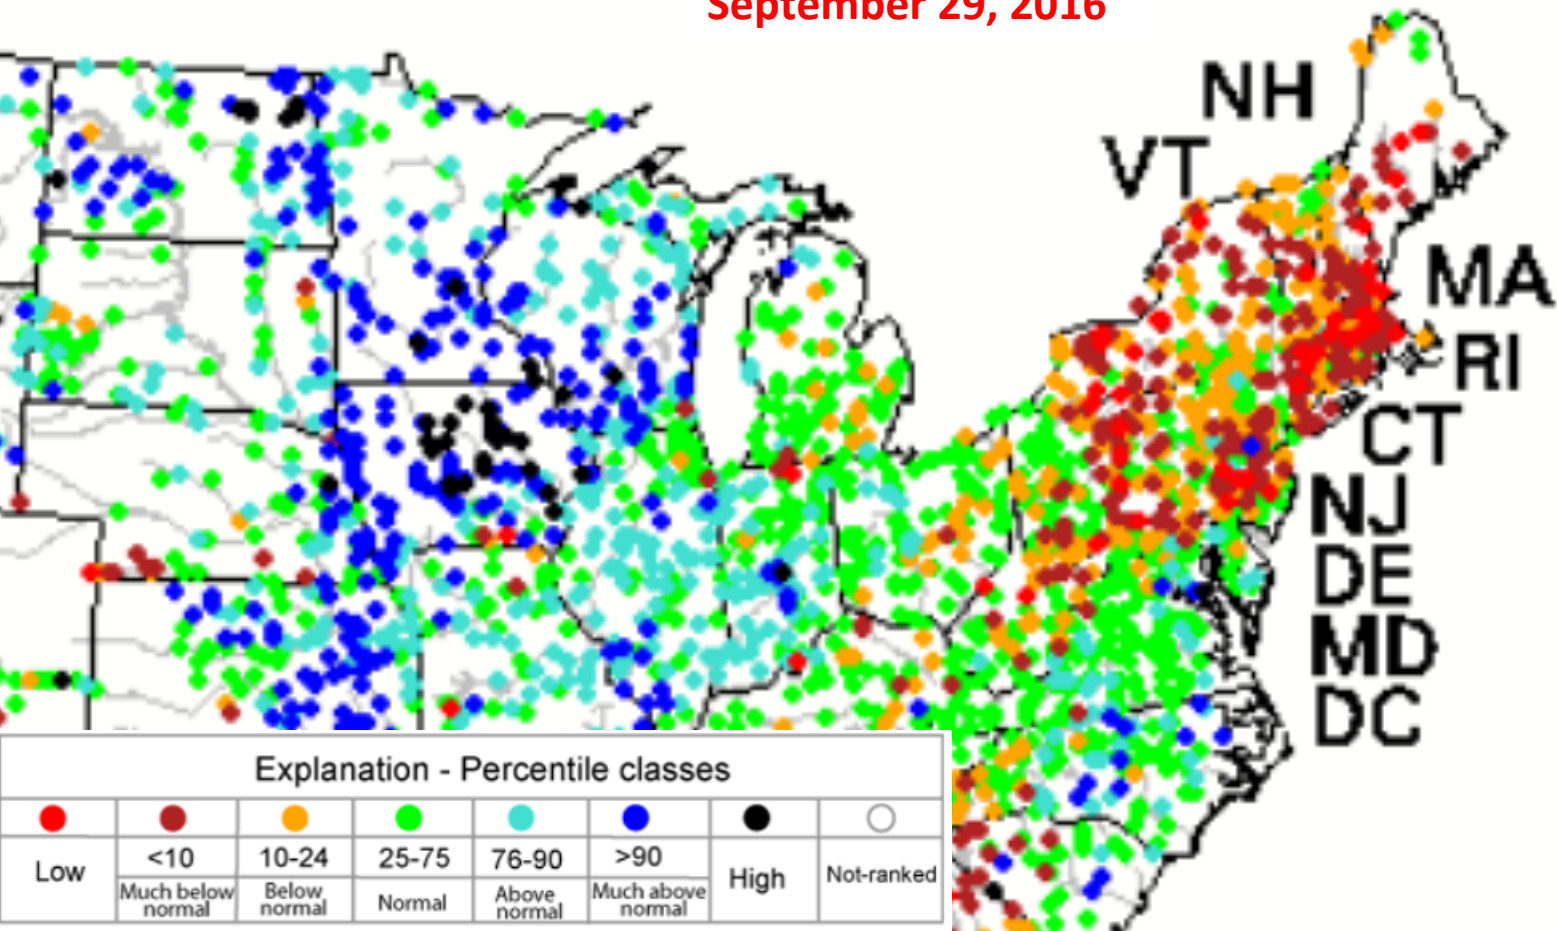 September 29, 2016
NH
VT
MA
RI
CT
NJ
DE
MD
DC
Explanation - Percentile classes
Low
<10
10-24
25-75
76-90
>90
High
Not-ranked
Much below
normal
Below
normal
Normal
Above
normal
Much above
normal